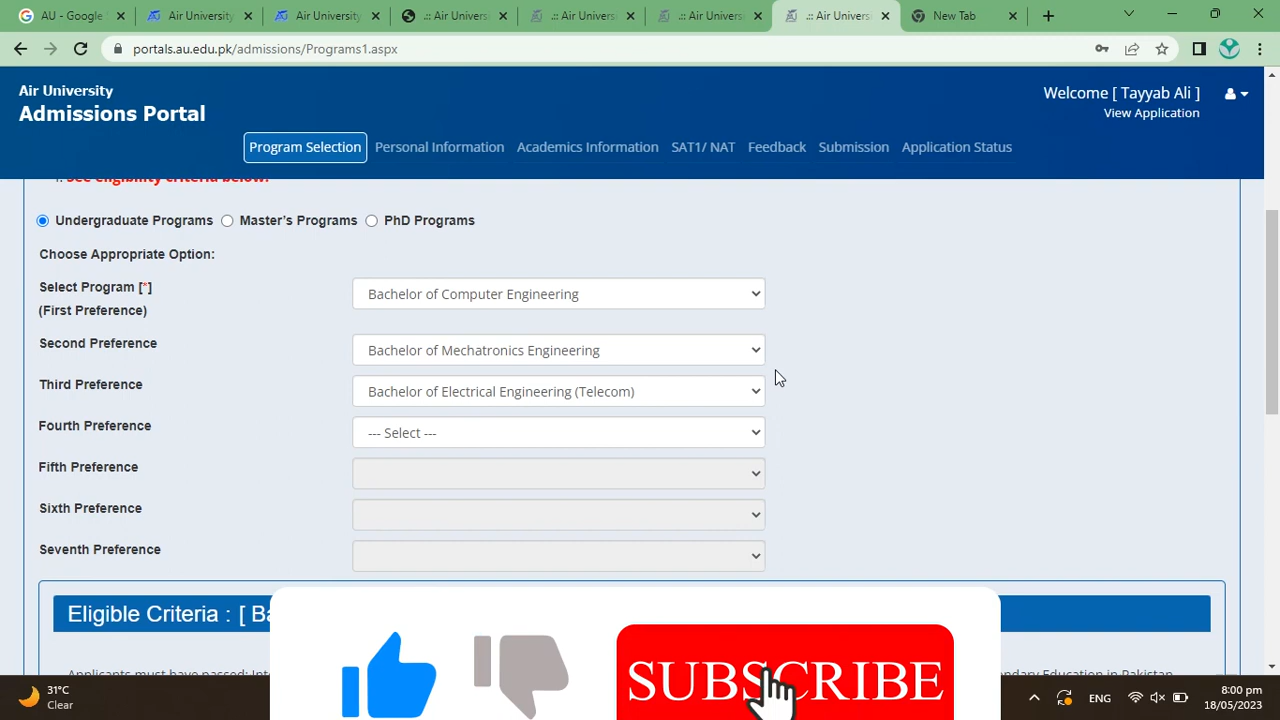 AU - Google S
Air University
Air University
.:: Air Univers
.:: Air Univers
.:: Air Univers
.:: Air Univers
New Tab
portals.au.edu.pk/admissions/Programs1.aspx
Air University
Admissions Portal
Welcome [ Tayyab Ali ]
View Application
Program Selection
Personal Information
Academics Information
SAT1/ NAT
Feedback
Submission
Application Status
See eligibility criteria below.
Undergraduate Programs
Master's Programs
PhD Programs
Choose Appropriate Option:
Select Program [*]
(First Preference)
Bachelor of Computer Engineering
Second Preference
Bachelor of Mechatronics Engineering
Third Preference
Bachelor of Electrical Engineering (Telecom)
Fourth Preference
--- Select ---
Fifth Preference
Sixth Preference
Seventh Preference
Eligible Criteria : [ Ba
SUBSCRIBE
31°C
Clear
ENG
8:00 pm
18/05/2023